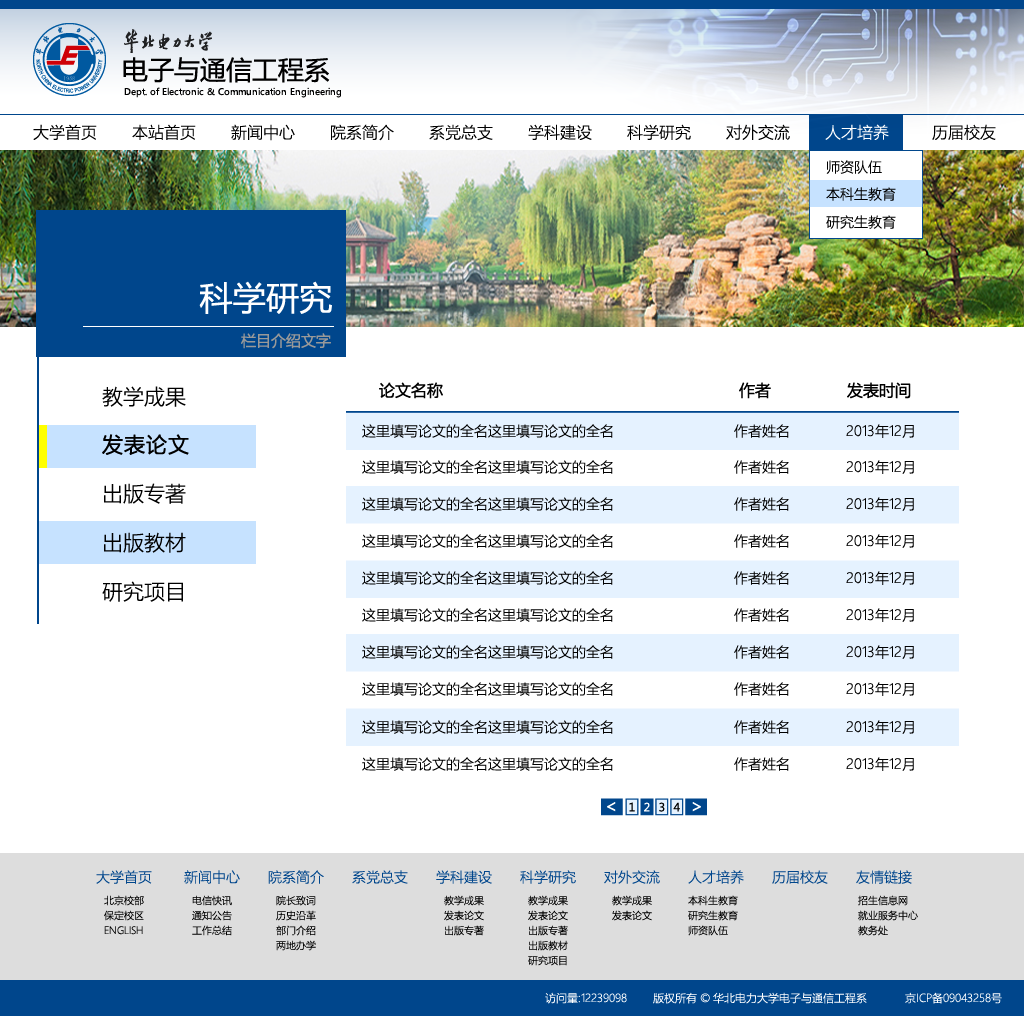 华北电力大学
电子与通信工程系
Dept. of Electronic & Communication Engineering
NORTH CHINA ELECTRIC POWER UNIVERSITY
大学首页 本站首页 新闻中心 院系简介 系党总支 学科建设 科学研究 对外交流 人才培养 历届校友
师资队伍
本科生教育
研究生教育
科学研究
栏目介绍文字
教学成果
发表论文
出版专著
出版教材
研究项目
论文名称 作者 发表时间
这里填写论文的全名这里填写论文的全名 作者姓名 2013年12月
这里填写论文的全名这里填写论文的全名 作者姓名 2013年12月
这里填写论文的全名这里填写论文的全名 作者姓名 2013年12月
这里填写论文的全名这里填写论文的全名 作者姓名 2013年12月
这里填写论文的全名这里填写论文的全名 作者姓名 2013年12月
这里填写论文的全名这里填写论文的全名 作者姓名 2013年12月
这里填写论文的全名这里填写论文的全名 作者姓名 2013年12月
这里填写论文的全名这里填写论文的全名 作者姓名 2013年12月
这里填写论文的全名这里填写论文的全名 作者姓名 2013年12月
这里填写论文的全名这里填写论文的全名 作者姓名 2013年12月
< 1 2 3 4 >
大学首页 新闻中心 院系简介 系党总支 学科建设 科学研究 对外交流 人才培养 历届校友 友情链接
北京校部 电信快讯 院长致词 教学成果 教学成果 教学成果 本科生教育 招生信息网
保定校区 通知公告 历史沿革 发表论文 发表论文 发表论文 研究生教育 就业服务中心
ENGLISH 工作总结 部门介绍 出版专著 出版专著 师资队伍 教务处
两地办学 出版教材
研究项目
访问量:12239098 版权所有 © 华北电力大学电子与通信工程系 京ICP备09043258号